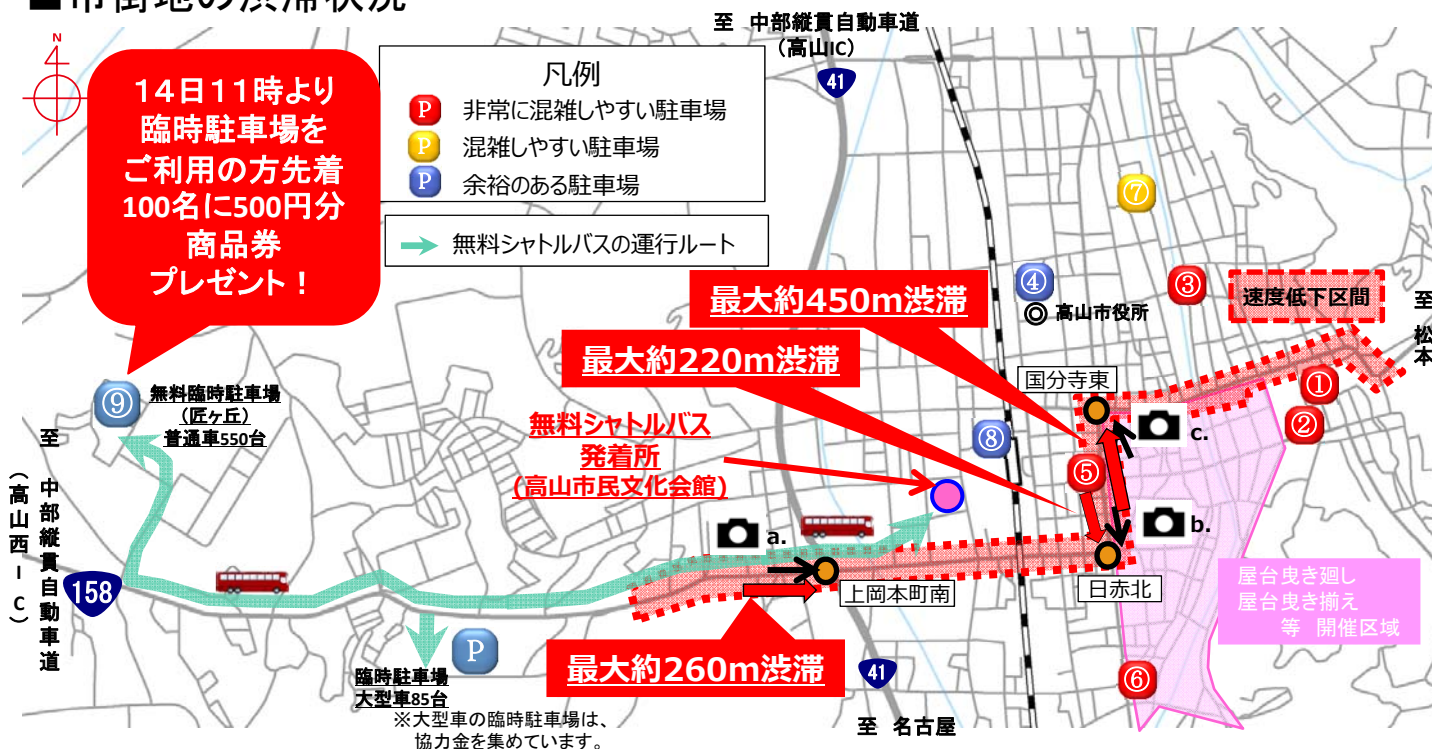 ■市街地の渋滞状況
N
4
14日11時より
臨時駐車場を
ご利用の方先着
100名に500円分
商品券
プレゼント！
凡例
P 非常に混雑しやすい駐車場
P 混雑しやすい駐車場
P 余裕のある駐車場
無料シャトルバスの運行ルート
至 中部縦貫自動車道
(高山IC)
41
⑦
④
③
◎ 高山市役所
速度低下区間
至 松本
最大約450m渋滞
最大約220m渋滞
国分寺東
①
②
⑨
無料臨時駐車場
(匠ヶ丘)
普通車550台
無料シャトルバス
発着所
(高山市民文化会館)
⑧
c.
⑤
b.
a.
至 中部縦貫自動車道
(高山西IC)
158
上岡本町南
日赤北
屋台曳き廻し
屋台曳き揃え
等 開催区域
P
臨時駐車場
大型車85台
※大型車の臨時駐車場は、
協力金を集めています。
最大約260m渋滞
41
⑥
至 名古屋